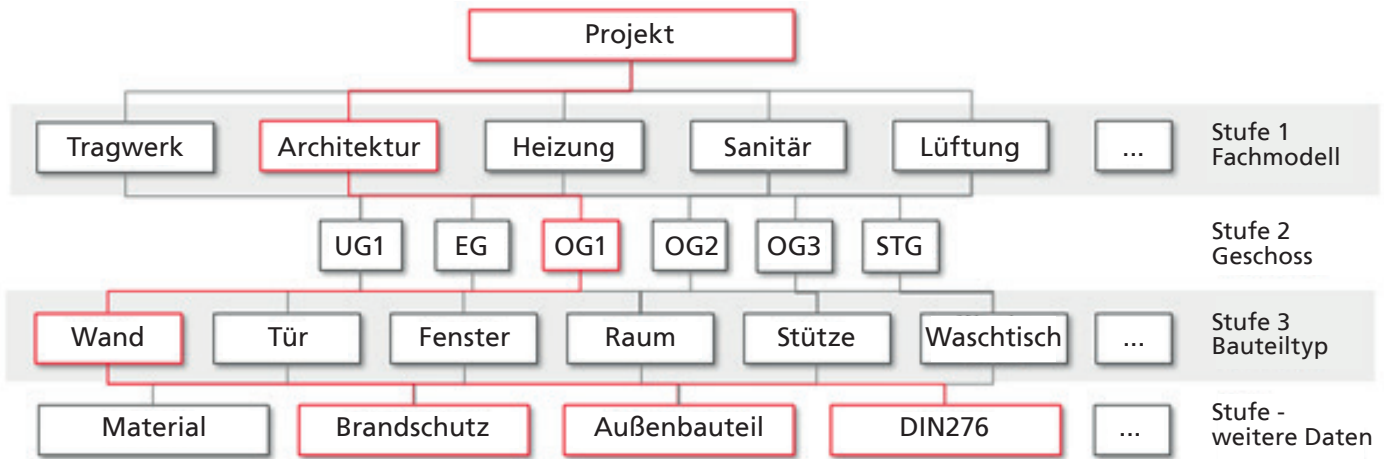 Projekt
Tragwerk Architektur Heizung Sanitär Lüftung ... Stufe 1
Fachmodell
UG1 EG OG1 OG2 OG3 STG Stufe 2
Geschoss
Wand Tür Fenster Raum Stütze Waschtisch ... Stufe 3
Bauteiltyp
Material Brandschutz Außenbauteil DIN276 ... Stufe -
weitere Daten